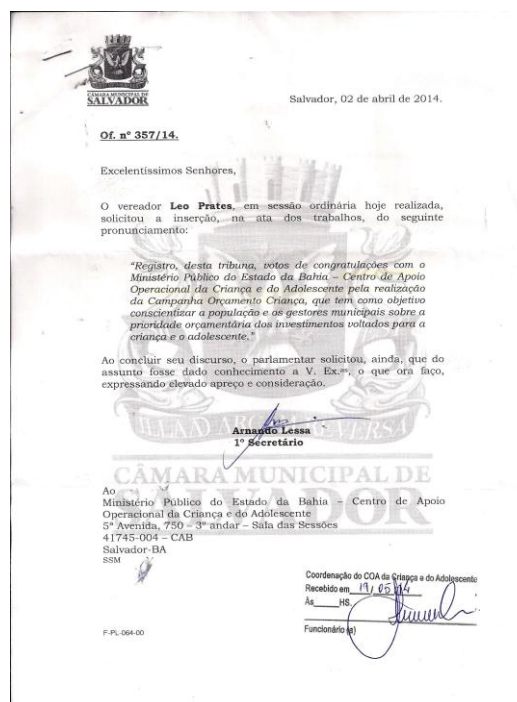 CÂMARA MUNICIPAL DE
SALVADOR
Salvador, 02 de abril de 2014.
Of. nº 357/14.
Excelentíssimos Senhores,
O vereador Leo Prates, em sessão ordinária hoje realizada,
solicitou a inserção, na ata dos trabalhos, do seguinte
pronunciamento:
“Registro, desta tribuna, votos de congratulações com o
Ministério Público do Estado da Bahia – Centro de Apoio
Operacional da Criança e do Adolescente pela realização
da Campanha Orçamento Criança, que tem como objetivo
conscientizar a população e os gestores municipais sobre a
prioridade orçamentária dos investimentos voltados para a
criança e o adolescente.”
Ao concluir seu discurso, o parlamentar solicitou, ainda, que do
assunto fosse dado conhecimento a V. Ex.ªs, o que ora faço,
expressando elevado apreço e consideração.
Arnando Lessa
1º Secretário
CÂMARA MUNICIPAL DE
SALVADOR
Ao
Ministério Público do Estado da Bahia – Centro de Apoio
Operacional da Criança e do Adolescente
5ª Avenida, 750 – 3º andar – Sala das Sessões
41745-004 – CAB
Salvador-BA
SSM
Coordenação do COA da Criança e do Adolescente
Recebido em 19/05/14
Às_____HS.
Funcionário (a)
F-PL-064-00